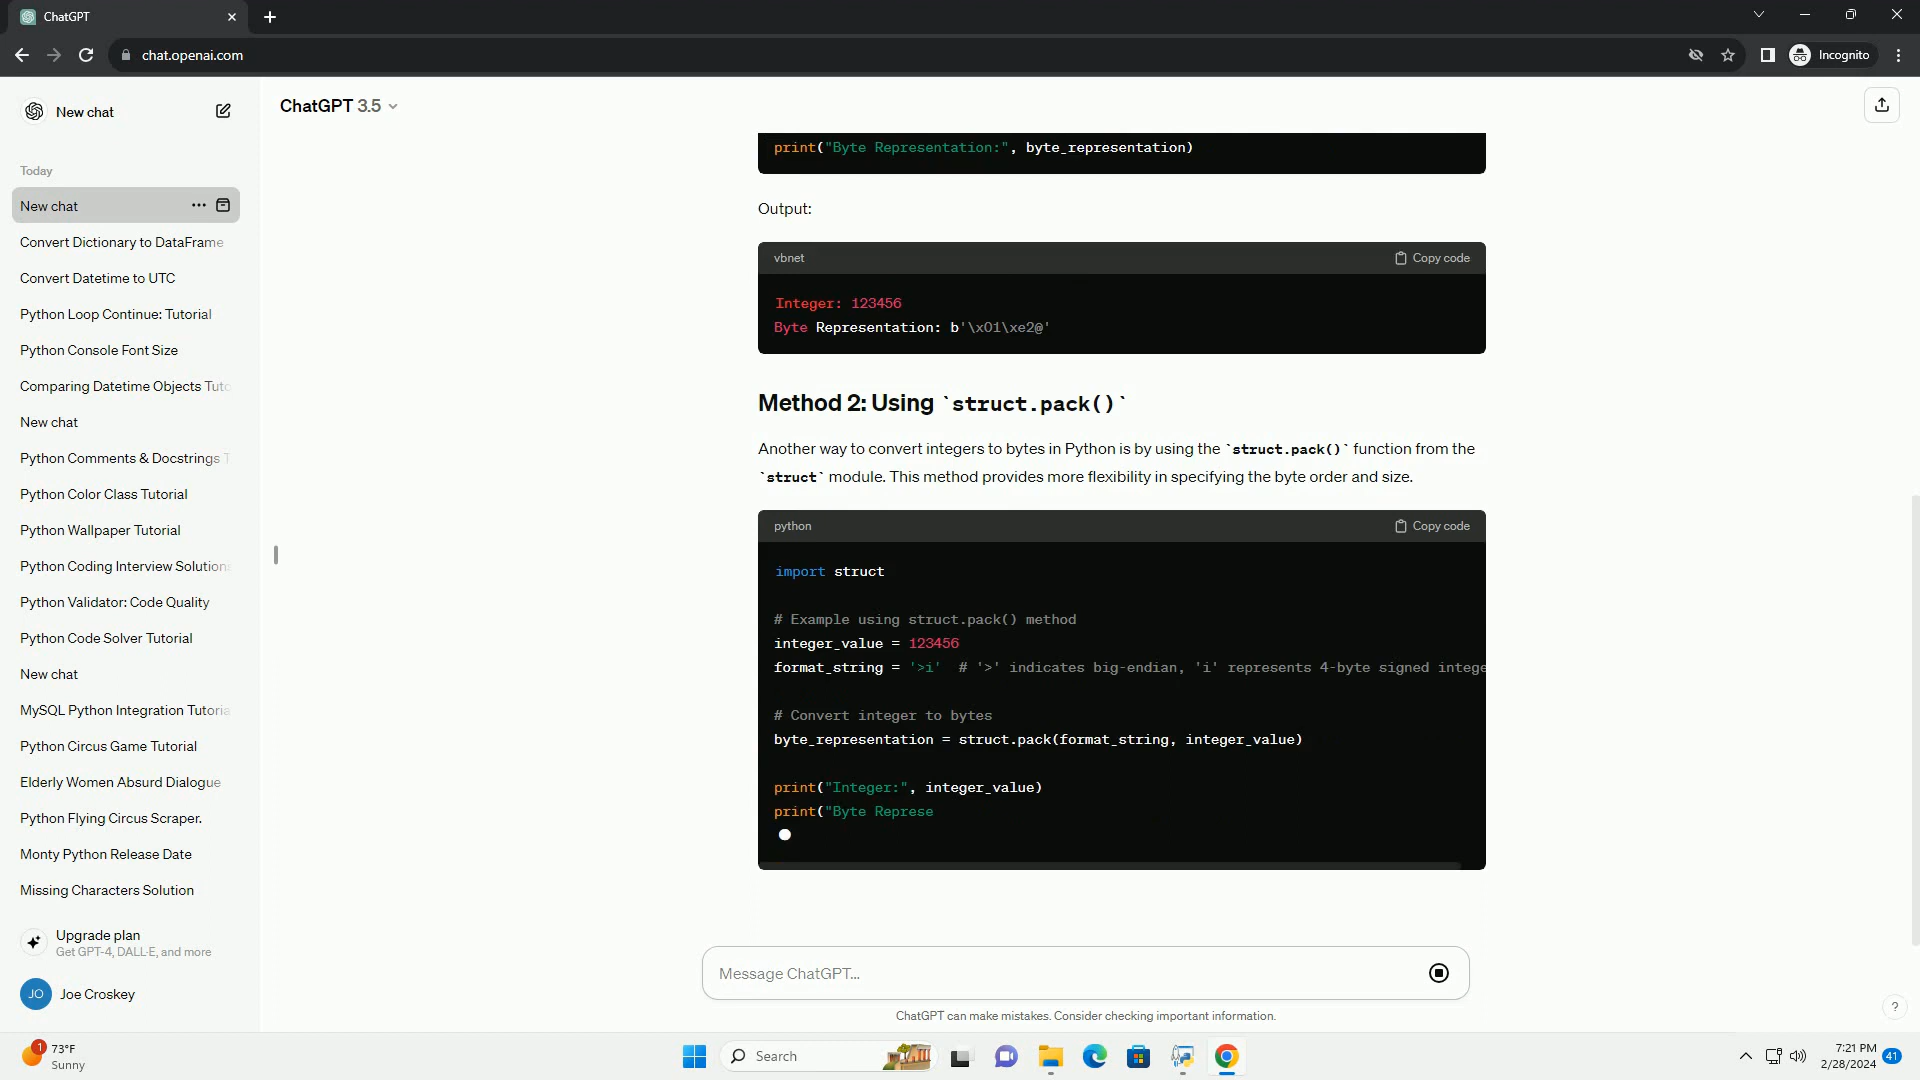 ChatGPT
chat.openai.com
Incognito
New chat
Today
New chat
Convert Dictionary to DataFrame
Convert Datetime to UTC
Python Loop Continue: Tutorial
Python Console Font Size
Comparing Datetime Objects Tuto
New chat
Python Comments & Docstrings T
Python Color Class Tutorial
Python Wallpaper Tutorial
Python Coding Interview Solutions
Python Validator: Code Quality
Python Code Solver Tutorial
New chat
MySQL Python Integration Tutoria
Python Circus Game Tutorial
Elderly Women Absurd Dialogue
Python Flying Circus Scraper.
Monty Python Release Date
Missing Characters Solution
Upgrade plan
Get GPT-4, DALL·E, and more
JO Joe Croskey
ChatGPT 3.5
print("Byte Representation:", byte_representation)
Output:
vbnet Copy code
Integer: 123456
Byte Representation: b'\x01\xe2@'
Method 2: Using `struct.pack()`
Another way to convert integers to bytes in Python is by using the `struct.pack()` function from the
`struct` module. This method provides more flexibility in specifying the byte order and size.
python Copy code
import struct
# Example using struct.pack() method
integer_value = 123456
format_string = '>i'  # '>' indicates big-endian, 'i' represents 4-byte signed intege
# Convert integer to bytes
byte_representation = struct.pack(format_string, integer_value)
print("Integer:", integer_value)
print("Byte Represe
Message ChatGPT...
ChatGPT can make mistakes. Consider checking important information.
?
1
73°F
Sunny
Search
7:21 PM
2/28/2024
41